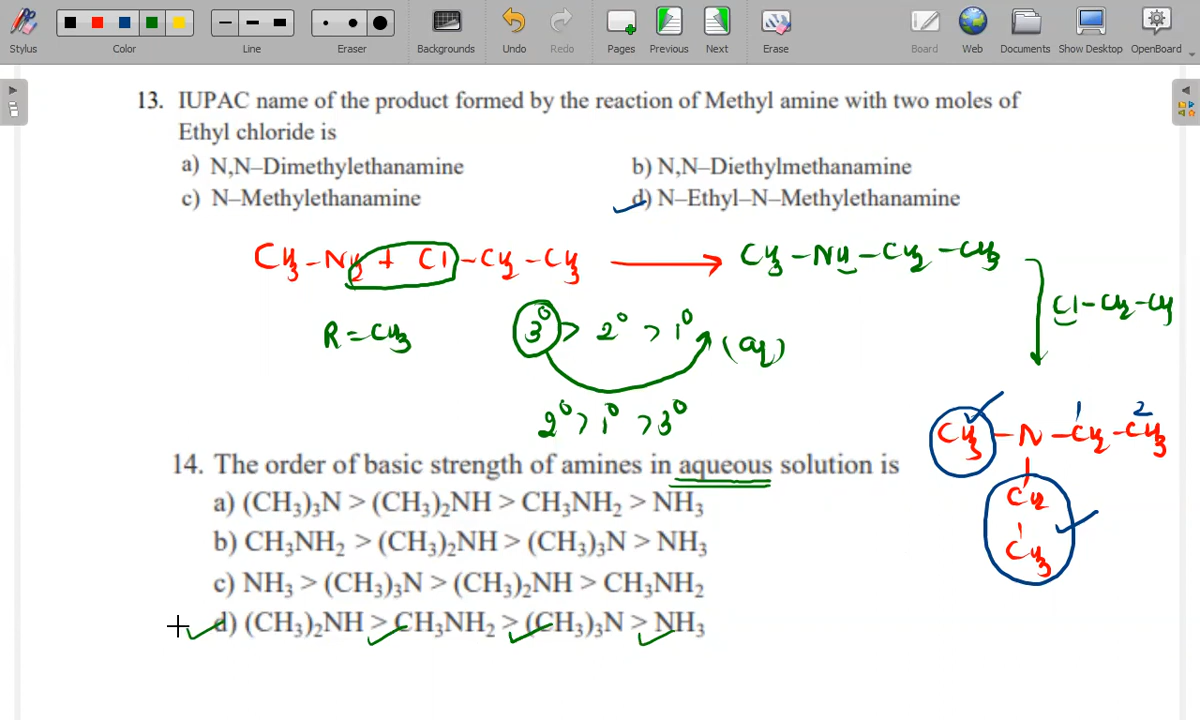 Stylus Color Line Eraser Backgrounds Undo Redo Pages Previous Next Erase Board Web Documents Show Desktop OpenBoard
13. IUPAC name of the product formed by the reaction of Methyl amine with two moles of
Ethyl chloride is
a) N,N–Dimethylethanamine b) N,N–Diethylmethanamine
c) N–Methylethanamine d) N–Ethyl–N–Methylethanamine
CH₃–NH₂ + Cl–CH₂–CH₃ ⟶ CH₃–NH–CH₂–CH₃
Cl–CH₂–CH₃
R = CH₃ 3° > 2° > 1° (aq)
2° > 1° > 3°
1 2
CH₃–N–CH₂–CH₃
CH₂
CH₃
14. The order of basic strength of amines in aqueous solution is
a) (CH₃)₃N > (CH₃)₂NH > CH₃NH₂ > NH₃
b) CH₃NH₂ > (CH₃)₂NH > (CH₃)₃N > NH₃
c) NH₃ > (CH₃)₃N > (CH₃)₂NH > CH₃NH₂
d) (CH₃)₂NH > CH₃NH₂ > (CH₃)₃N > NH₃